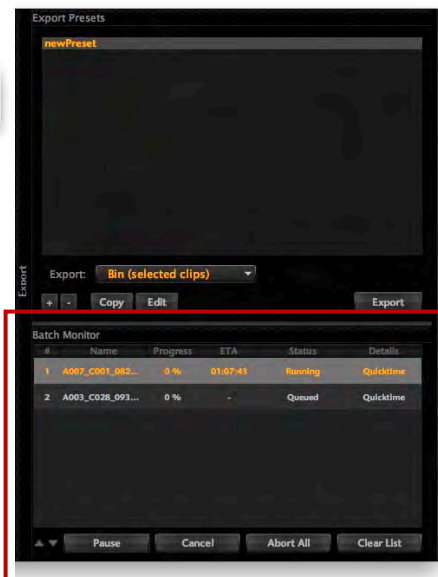 Export Presets
newPreset
Export
Export: Bin (selected clips)
+ - Copy Edit Export
Batch Monitor
# Name Progress ETA Status Details
1 A007_C001_082... 0 % 01:07:43 Running Quicktime
2 A003_C028_093... 0 % - Queued Quicktime
Pause Cancel Abort All Clear List